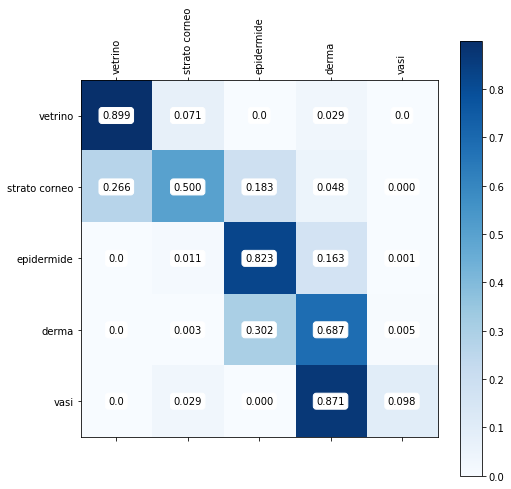 vetrino strato corneo epidermide derma vasi
vetrino 0.899 0.071 0.0 0.029 0.0
strato corneo 0.266 0.500 0.183 0.048 0.000
epidermide 0.0 0.011 0.823 0.163 0.001
derma 0.0 0.003 0.302 0.687 0.005
vasi 0.0 0.029 0.000 0.871 0.098
0.8
0.7
0.6
0.5
0.4
0.3
0.2
0.1
0.0